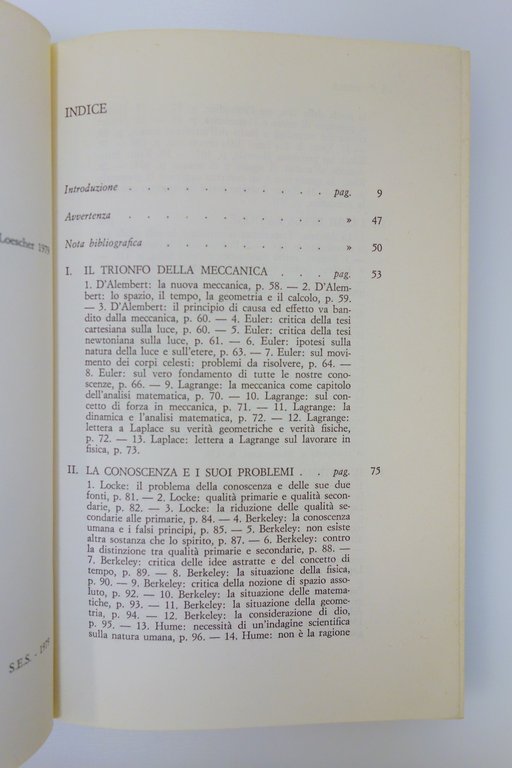 Loescher 1979
S.E.S. - 1979
INDICE
Introduzione . . . . . . . . . . . pag. 9
Avvertenza . . . . . . . . . . . » 47
Nota bibliografica . . . . . . . . . » 50
I. IL TRIONFO DELLA MECCANICA . . . pag. 53
1. D'Alembert: la nuova meccanica, p. 58. — 2. D'Alem-
bert: lo spazio, il tempo, la geometria e il calcolo, p. 59.
— 3. D'Alembert: il principio di causa ed effetto va ban-
dito dalla meccanica, p. 60. — 4. Euler: critica della tesi
cartesiana sulla luce, p. 60. — 5. Euler: critica della tesi
newtoniana sulla luce, p. 61. — 6. Euler: ipotesi sulla
natura della luce e sull'etere, p. 63. — 7. Euler: sul movi-
mento dei corpi celesti: problemi da risolvere, p. 64. —
8. Euler: sul vero fondamento di tutte le nostre cono-
scenze, p. 66. — 9. Lagrange: la meccanica come capitolo
dell'analisi matematica, p. 70. — 10. Lagrange: sul con-
cetto di forza in meccanica, p. 71. — 11. Lagrange: la
dinamica e l'analisi matematica, p. 72. — 12. Lagrange:
lettera a Laplace su verità geometriche e verità fisiche,
p. 72. — 13. Laplace: lettera a Lagrange sul lavorare in
fisica, p. 73.
II. LA CONOSCENZA E I SUOI PROBLEMI . . pag. 75
1. Locke: il problema della conoscenza e delle sue due
fonti, p. 81. — 2. Locke: qualità primarie e qualità secon-
darie, p. 82. — 3. Locke: la riduzione delle qualità se-
condarie alle primarie, p. 84. — 4. Berkeley: la conoscenza
umana e i falsi principi, p. 85. — 5. Berkeley: non esiste
altra sostanza che lo spirito, p. 87. — 6. Berkeley: contro
la distinzione tra qualità primarie e secondarie, p. 88. —
7. Berkeley: critica delle idee astratte e del concetto di
tempo, p. 89. — 8. Berkeley: la situazione della fisica,
p. 90. — 9. Berkeley: critica della nozione di spazio asso-
luto, p. 92. — 10. Berkeley: la situazione delle matema-
tiche, p. 93. — 11. Berkeley: la situazione della geome-
tria, p. 94. — 12. Berkeley: la considerazione di dio,
p. 95. — 13. Hume: necessità di un'indagine scientifica
sulla natura umana, p. 96. — 14. Hume: non è la ragione